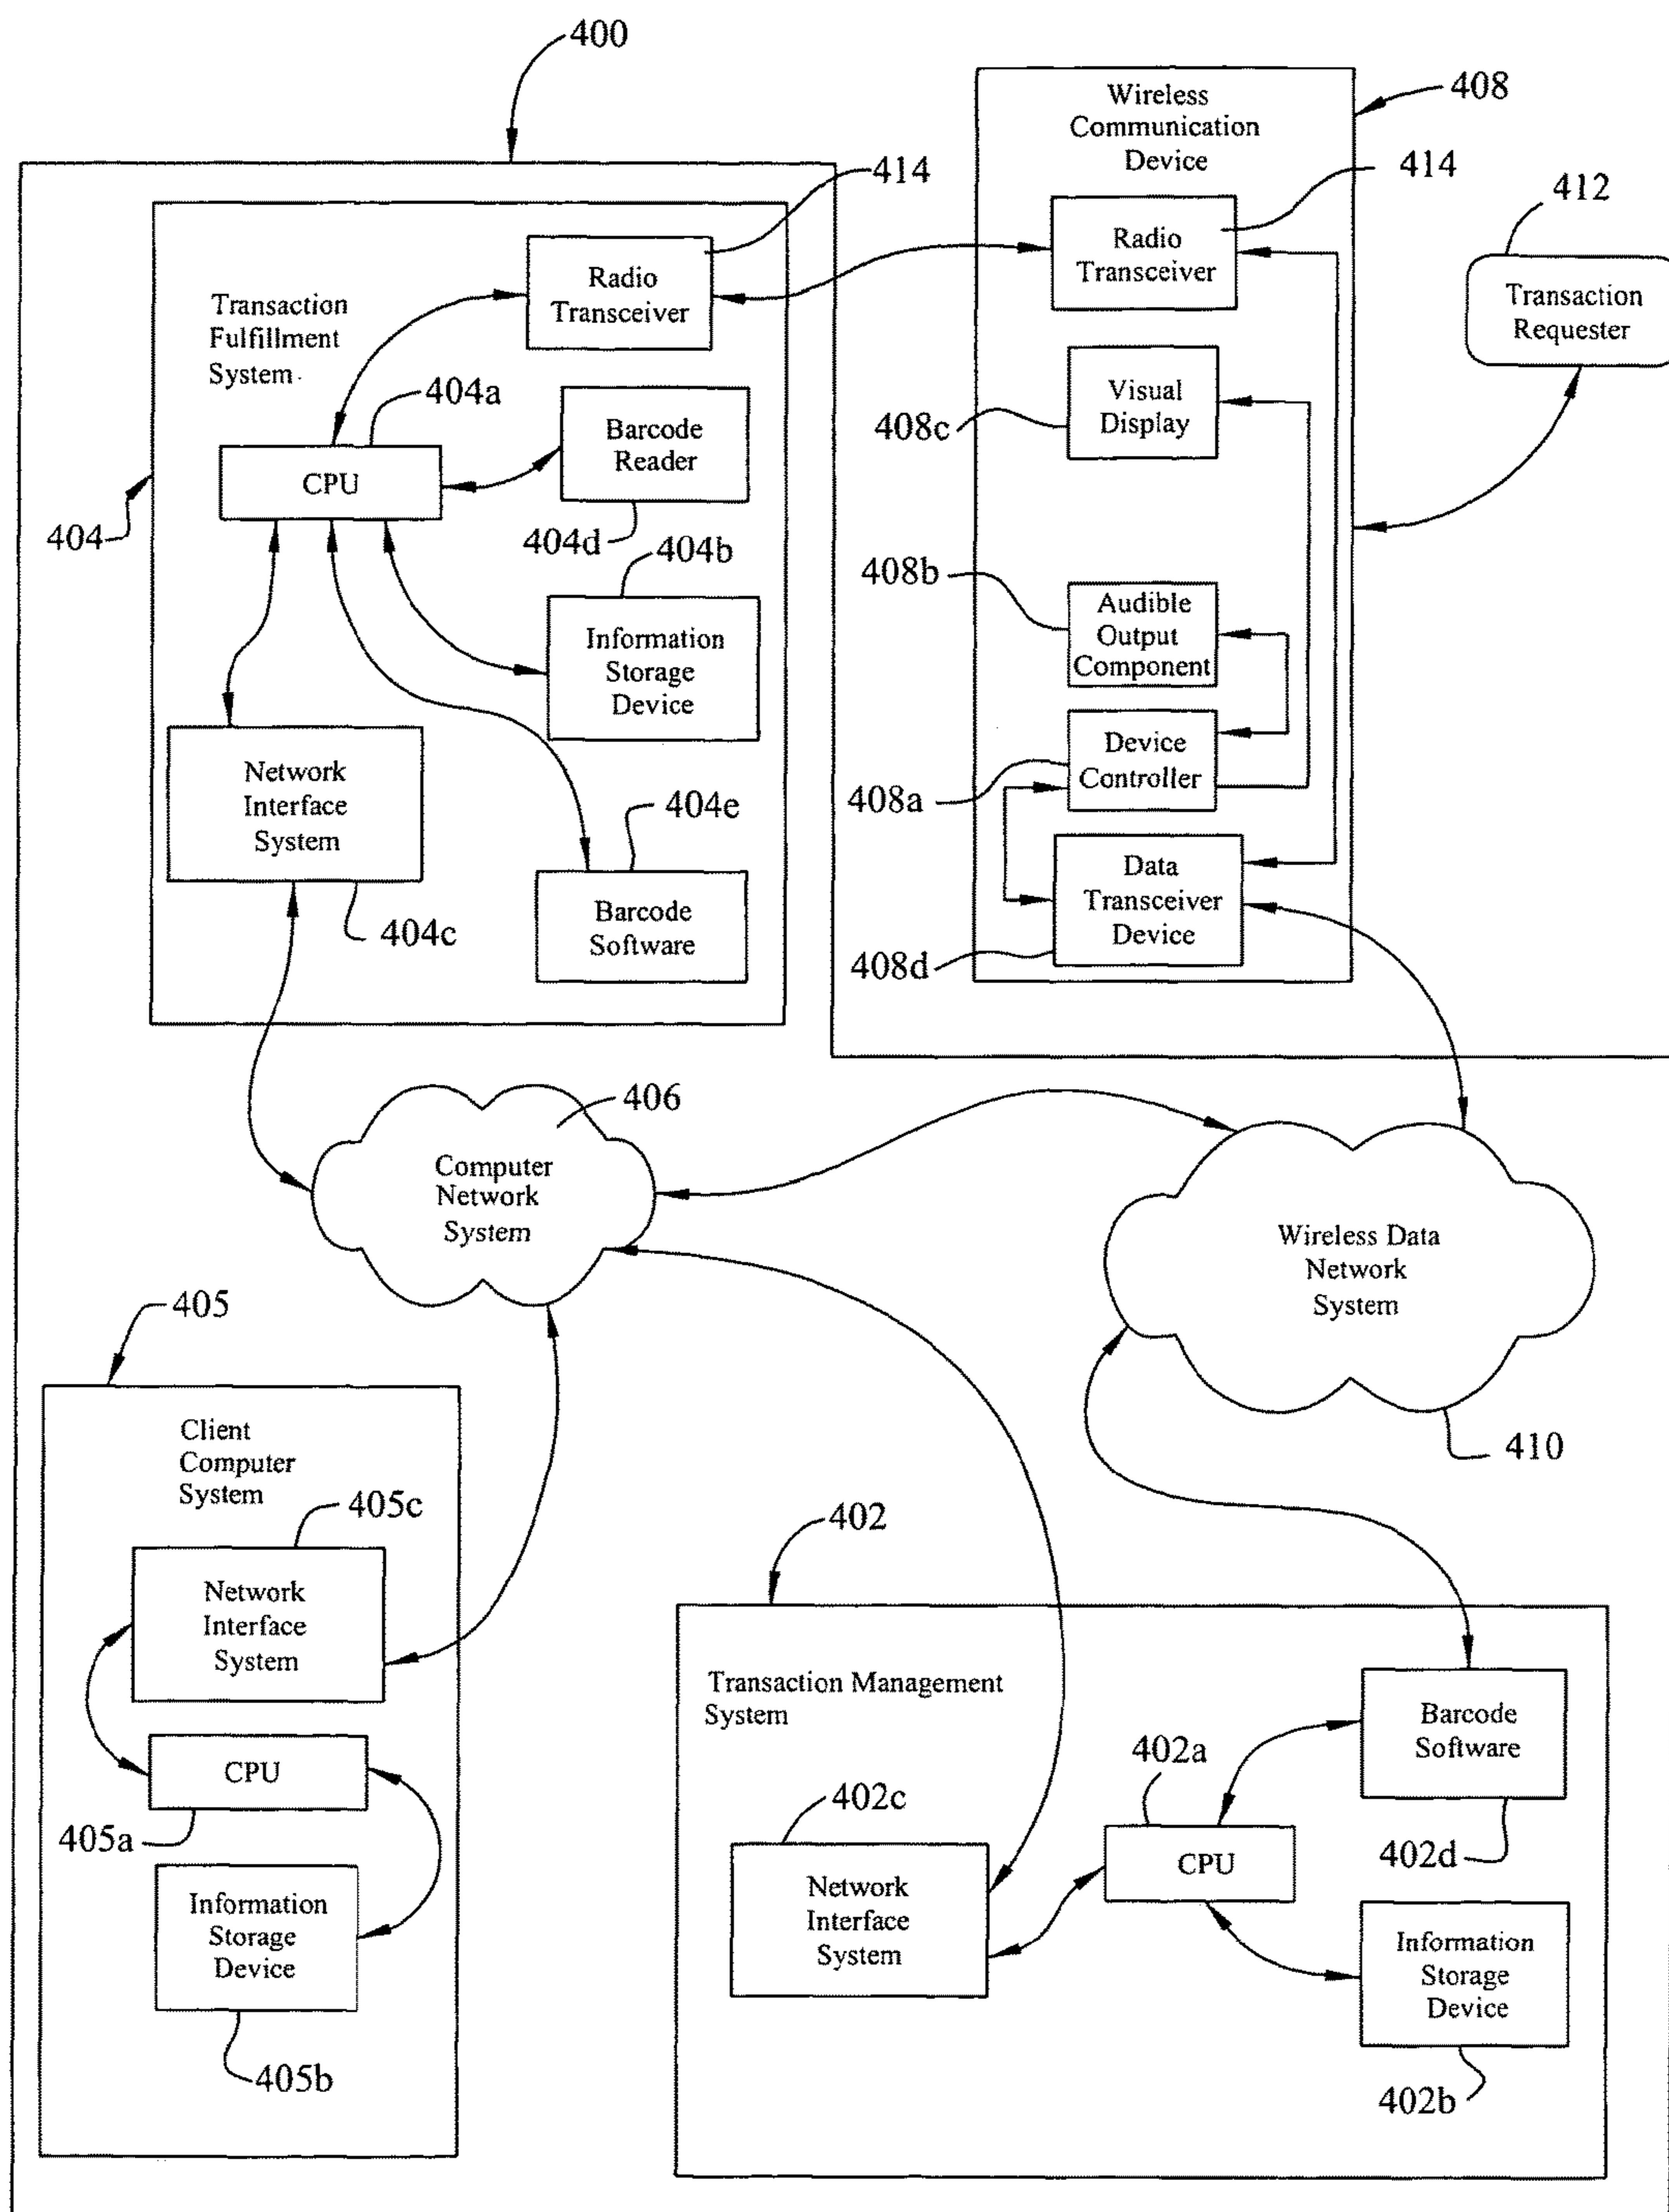 400
Wireless
Communication
Device
408
414
414
412
Radio
Transceiver
Radio
Transceiver
Transaction
Requester
Transaction
Fulfillment
System
404a
Barcode
Reader
CPU
404
404d
Visual
Display
408c
404b
408b
Audible
Output
Component
Information
Storage
Device
Device
Controller
408a
Network
Interface
System
404e
404c
Barcode
Software
Data
Transceiver
Device
408d
406
Computer
Network
System
Wireless Data
Network
System
410
405
Client
Computer
System
405c
Network
Interface
System
CPU
405a
Information
Storage
Device
405b
402
Transaction Management
System
Barcode
Software
402a
402c
CPU
402d
Network
Interface
System
Information
Storage
Device
402b